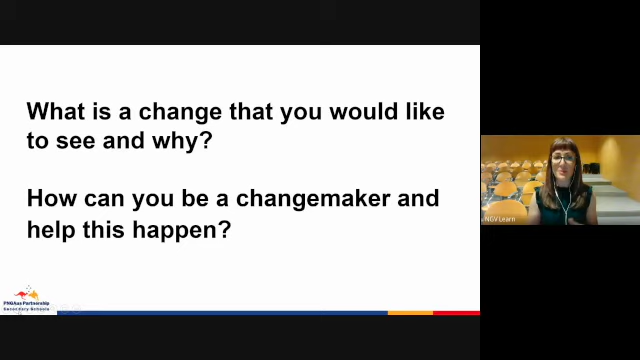 What is a change that you would like
to see and why?
How can you be a changemaker and
help this happen?
NGV Learn
PNGAus Partnership
Secondary Schools